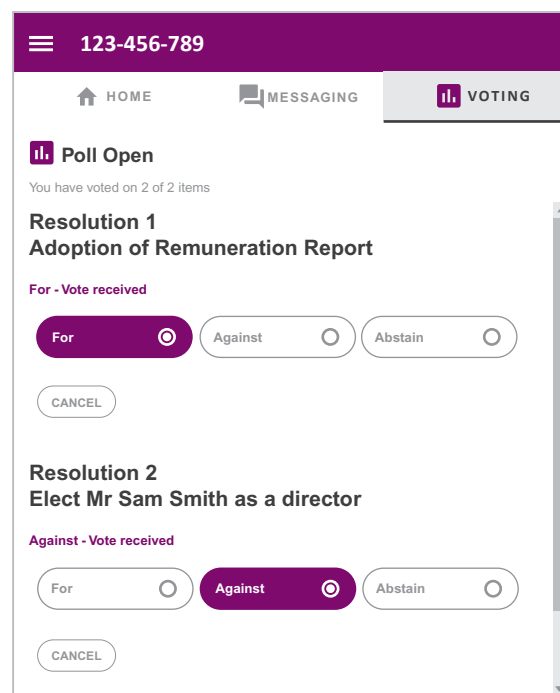 123-456-789
HOME
MESSAGING
VOTING
Poll Open
You have voted on 2 of 2 items
Resolution 1
Adoption of Remuneration Report
For - Vote received
For
Against
Abstain
CANCEL
Resolution 2
Elect Mr Sam Smith as a director
Against - Vote received
For
Against
Abstain
CANCEL